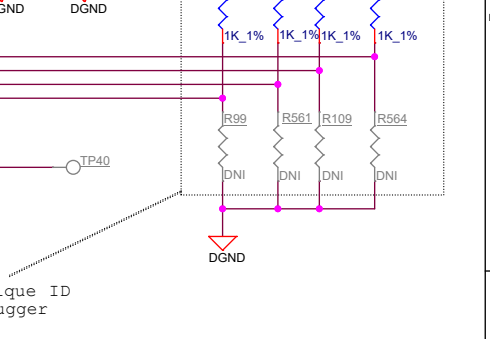 GND
DGND
1K_1%
1K_1%
1K_1%
1K_1%
R99
R561
R109
R564
TP40
DNI
DNI
DNI
DNI
DGND
que ID
ugger